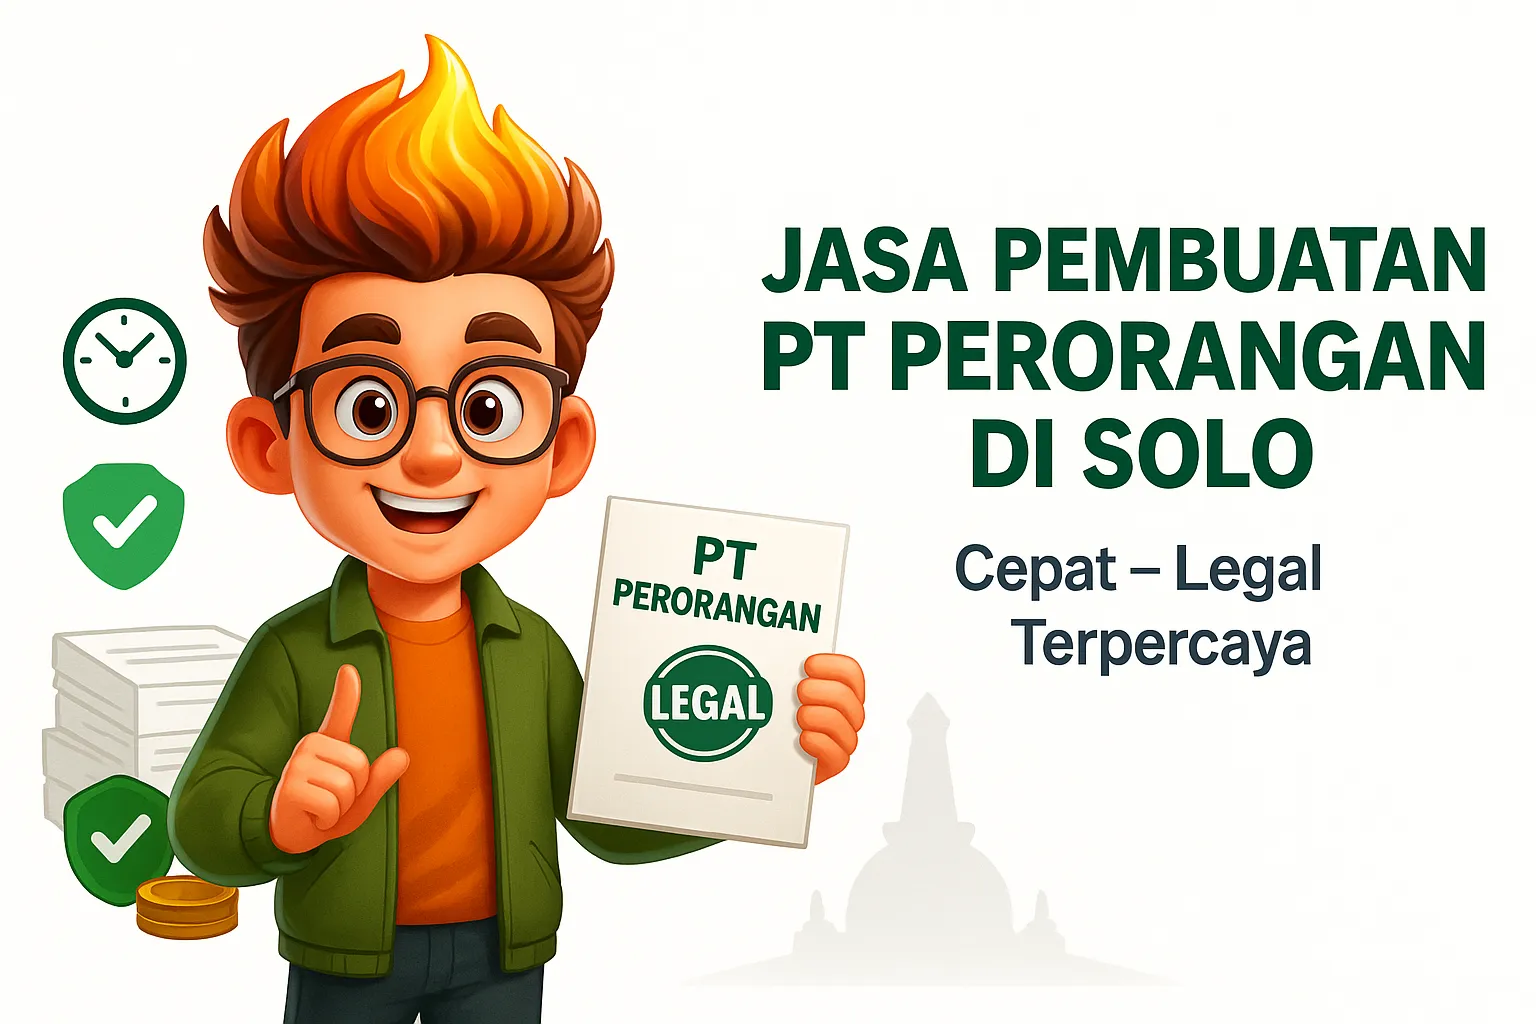 JASA PEMBUATAN
PT PERORANGAN
DI SOLO
Cepat – Legal
Terpercaya
PT
PERORANGAN
LEGAL